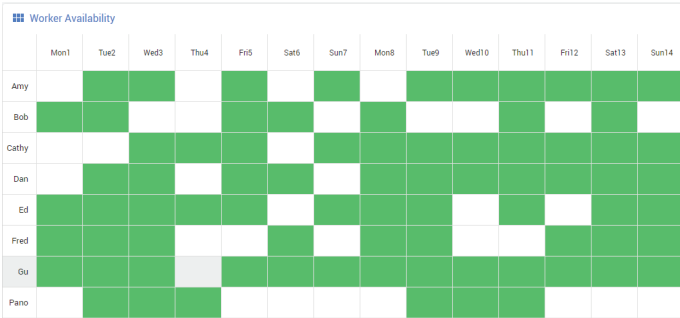 Worker Availability
Mon1 Tue2 Wed3 Thu4 Fri5 Sat6 Sun7 Mon8 Tue9 Wed10 Thu11 Fri12 Sat13 Sun14
Amy
Bob
Cathy
Dan
Ed
Fred
Gu
Pano